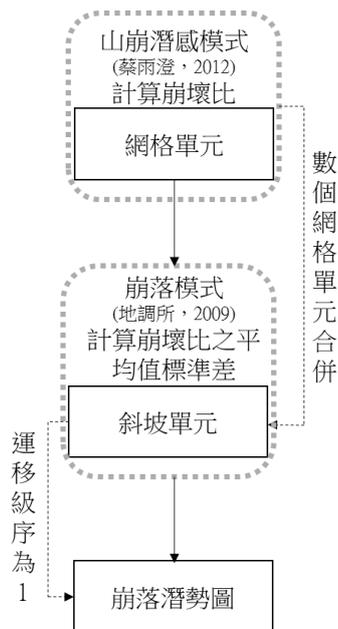 山崩潛感模式
(蔡雨澄，2012)
計算崩壞比
網格單元
數個網格單元合併
崩落模式
(地調所，2009)
計算崩壞比之平
均值標準差
斜坡單元
運移級序為1
崩落潛勢圖